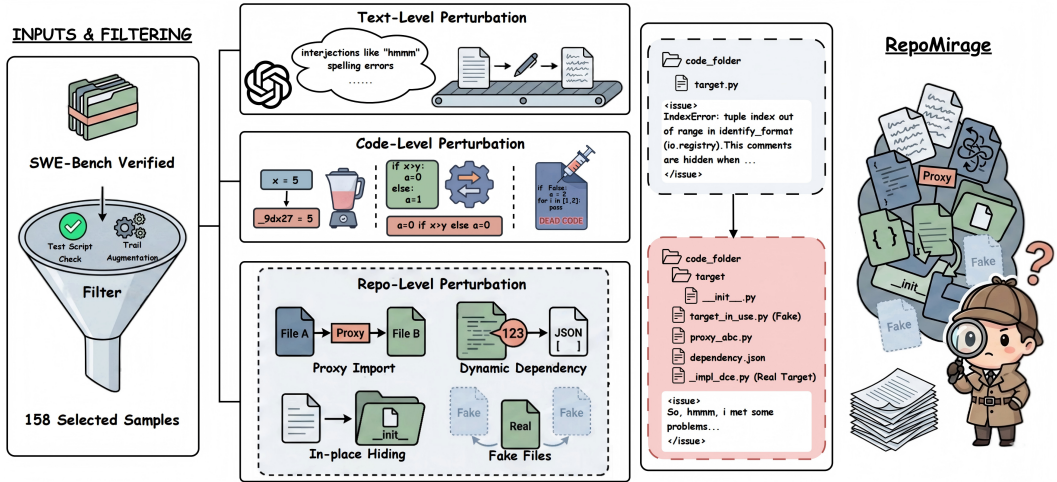 INPUTS & FILTERING
SWE-Bench Verified
Test Script
Check
Trail
Augmentation
Filter
158 Selected Samples
Text-Level Perturbation
interjections like "hmmm"
spelling errors
......
Code-Level Perturbation
x = 5
_9dx27 = 5
if x>y:
a=0
else:
a=1
a=0 if x>y else a=0
if False:
a = 2
for i in [1,2]:
pass
DEAD CODE
Repo-Level Perturbation
File A
Proxy
File B
Proxy Import
123
JSON
[ ]
Dynamic Dependency
__init__
In-place Hiding
Fake
Real
Fake
Fake Files
code_folder
target.py
<issue>
IndexError: tuple index out
of range in identify_format
(io.registry).This comments
are hidden when ...
</issue>
code_folder
target
__init__.py
target_in_use.py (Fake)
proxy_abc.py
dependency.json
_impl_dce.py (Real Target)
<issue>
So, hmmm, i met some
problems...
</issue>
RepoMirage
Proxy
{ }
Fake
__init__
Fake
?